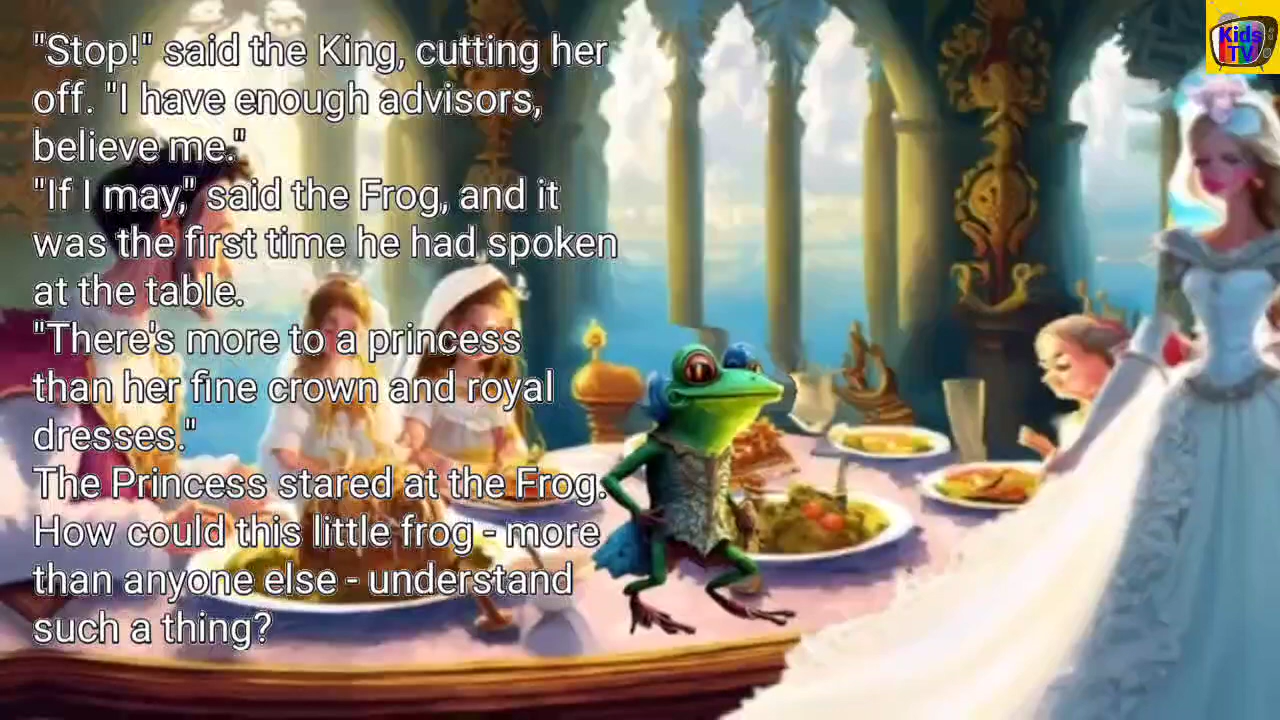 "Stop!" said the King, cutting her
off. "I have enough advisors,
believe me."
"If I may," said the Frog, and it
was the first time he had spoken
at the table.
"There's more to a princess
than her fine crown and royal
dresses."
The Princess stared at the Frog.
How could this little frog - more
than anyone else - understand
such a thing?
Kids
TV